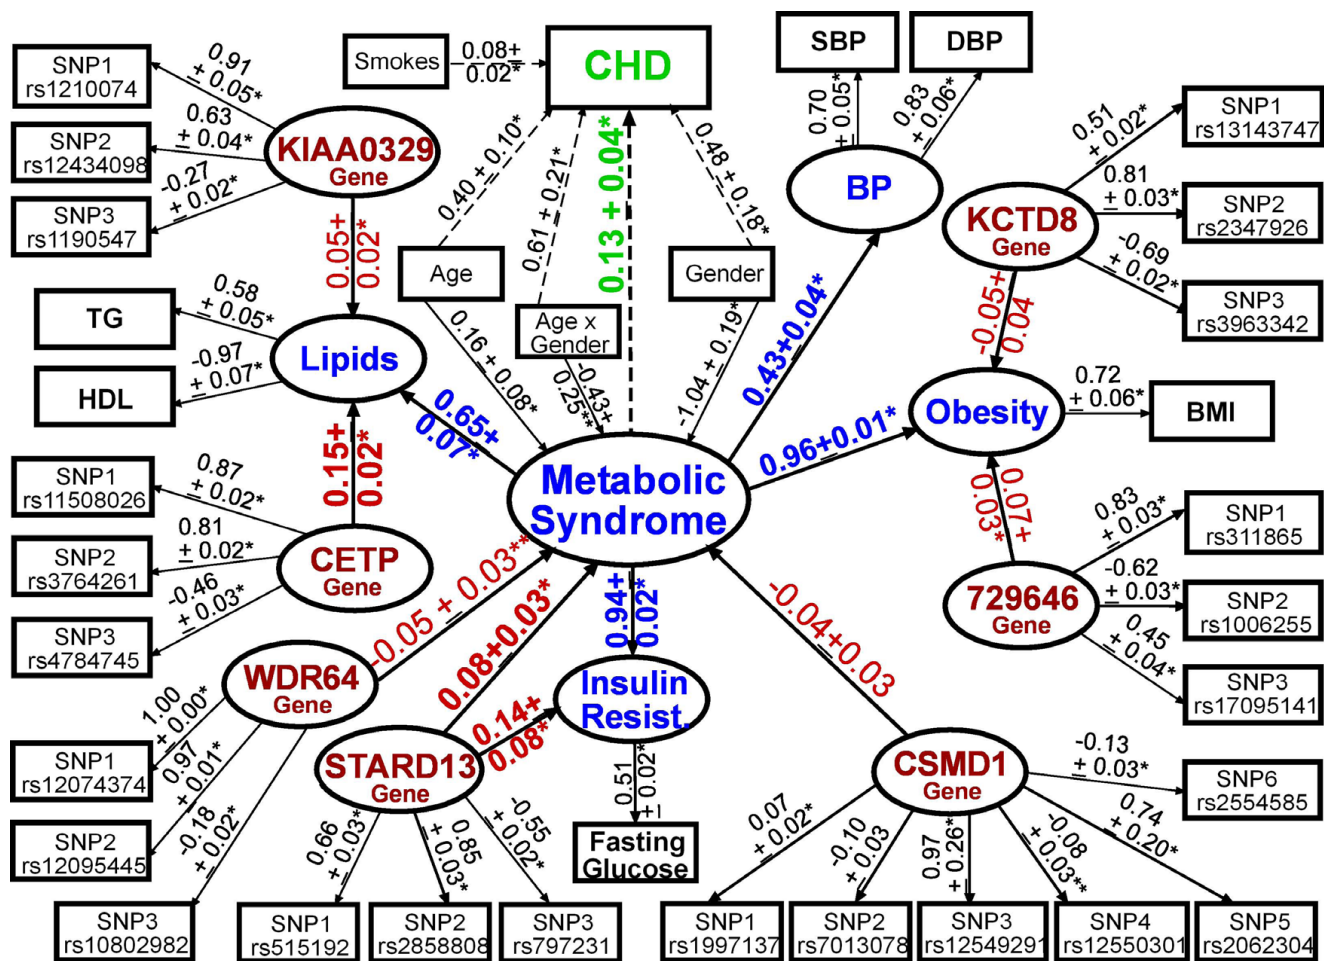 SNP1
rs1210074
SNP2
rs12434098
SNP3
rs1190547
0.91
± 0.05*
0.63
± 0.04*
-0.27
± 0.02*
KIAA0329
Gene
0.05±
0.02*
Smokes
0.08±
0.02*
CHD
0.40 ± 0.10*
0.61 ± 0.21*
0.13 ± 0.04*
0.48 ± 0.18*
SBP
DBP
0.70
± 0.05*
0.83
± 0.06*
BP
KCTD8
Gene
0.51
± 0.02*
0.81
± 0.03*
-0.69
± 0.02*
SNP1
rs13143747
SNP2
rs2347926
SNP3
rs3963342
-0.05±
0.04
Age
Age x
Gender
Gender
0.16 ± 0.08*
-0.43±
0.25**
-1.04 ± 0.19*
0.43±0.04*
TG
HDL
0.58
± 0.05*
-0.97
± 0.07*
Lipids
0.65±
0.07*
0.15±
0.02*
Metabolic
Syndrome
0.96±0.01*
Obesity
0.72
± 0.06*
BMI
0.07±
0.03*
SNP1
rs11508026
SNP2
rs3764261
SNP3
rs4784745
0.87
± 0.02*
0.81
± 0.02*
-0.46
± 0.03*
CETP
Gene
729646
Gene
0.83
± 0.03*
-0.62
± 0.03*
0.45
± 0.04*
SNP1
rs311865
SNP2
rs1006255
SNP3
rs17095141
-0.05 ± 0.03**
0.08±0.03*
0.94±
0.02*
-0.04±0.03
WDR64
Gene
1.00
± 0.00*
0.97
± 0.01*
-0.18
± 0.02*
SNP1
rs12074374
SNP2
rs12095445
SNP3
rs10802982
STARD13
Gene
0.14±
0.08*
Insulin
Resist.
0.51
± 0.02*
Fasting
Glucose
0.66
± 0.03*
0.85
± 0.03*
-0.55
± 0.02*
SNP1
rs515192
SNP2
rs2858808
SNP3
rs797231
CSMD1
Gene
0.07
± 0.02*
-0.10
± 0.03
0.97
± 0.26*
-0.08
± 0.03**
0.74
± 0.20*
-0.13
± 0.03*
SNP6
rs2554585
SNP1
rs1997137
SNP2
rs7013078
SNP3
rs12549291
SNP4
rs12550301
SNP5
rs2062304